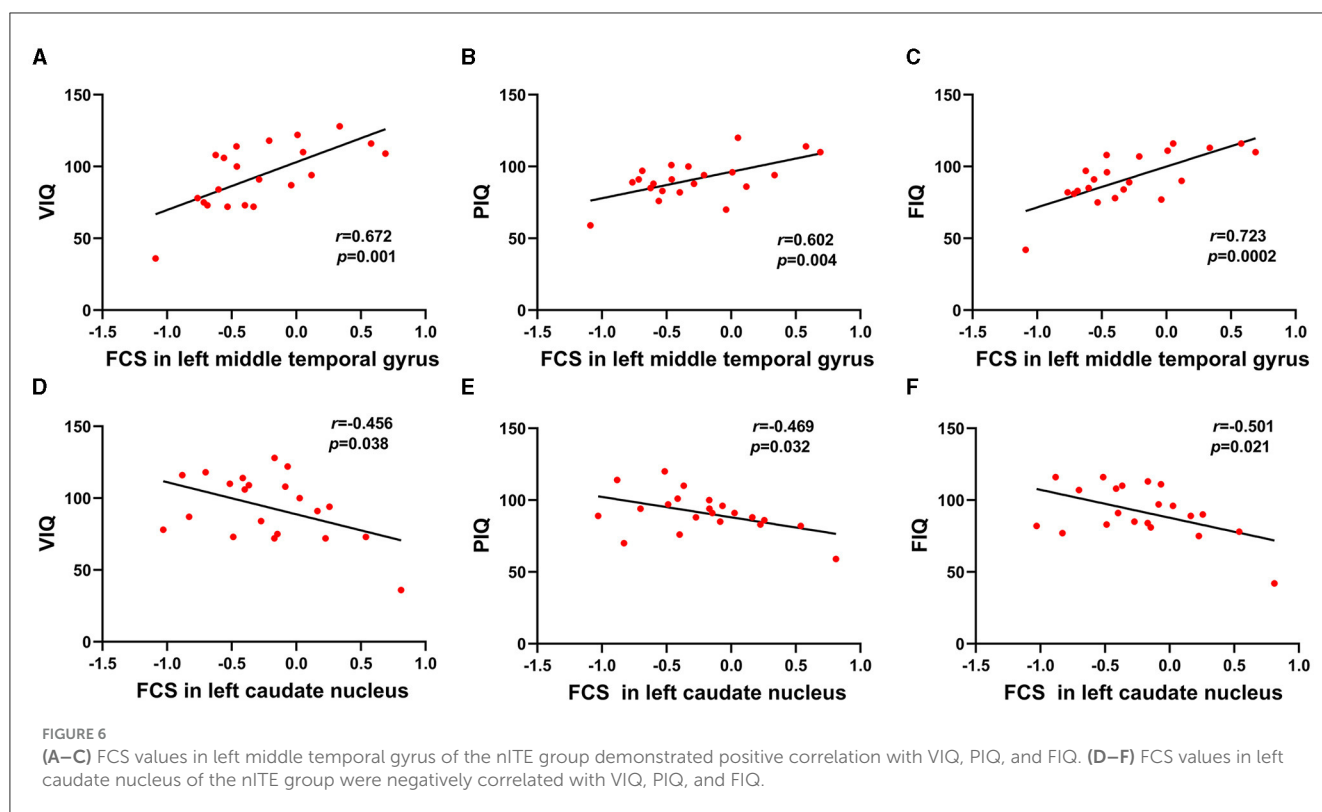 A
B
C
150
100
50
0
VIQ
r=0.672
p=0.001
-1.5 -1.0 -0.5 0.0 0.5 1.0
FCS in left middle temporal gyrus
150
100
50
0
PIQ
r=0.602
p=0.004
-1.5 -1.0 -0.5 0.0 0.5 1.0
FCS in left middle temporal gyrus
150
100
50
0
FIQ
r=0.723
p=0.0002
-1.5 -1.0 -0.5 0.0 0.5 1.0
FCS in left middle temporal gyrus
D
E
F
r=-0.456
p=0.038
150
100
50
0
VIQ
-1.5 -1.0 -0.5 0.0 0.5 1.0
FCS in left caudate nucleus
r=-0.469
p=0.032
150
100
50
0
PIQ
-1.5 -1.0 -0.5 0.0 0.5 1.0
FCS in left caudate nucleus
r=-0.501
p=0.021
150
100
50
0
FIQ
-1.5 -1.0 -0.5 0.0 0.5 1.0
FCS in left caudate nucleus
FIGURE 6
(A–C) FCS values in left middle temporal gyrus of the nITE group demonstrated positive correlation with VIQ, PIQ, and FIQ. (D–F) FCS values in left
caudate nucleus of the nITE group were negatively correlated with VIQ, PIQ, and FIQ.